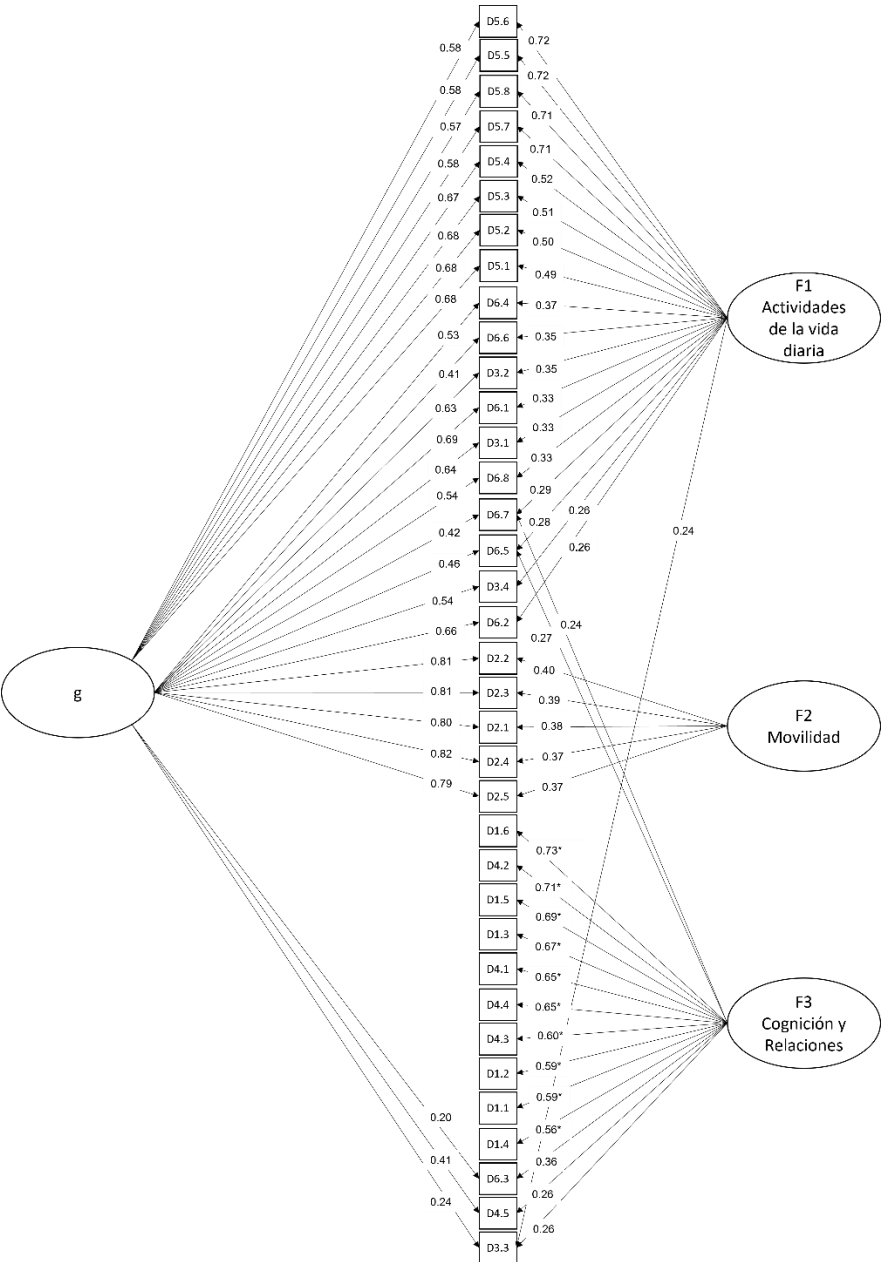 D5.6
D5.5
D5.8
D5.7
D5.4
D5.3
D5.2
D5.1
D6.4
D6.6
D3.2
D6.1
D3.1
D6.8
D6.7
D6.5
D3.4
D6.2
D2.2
D2.3
D2.1
D2.4
D2.5
D1.6
D4.2
D1.5
D1.3
D4.1
D4.4
D4.3
D1.2
D1.1
D1.4
D6.3
D4.5
D3.3
g
0.58
0.58
0.57
0.58
0.67
0.68
0.68
0.68
0.53
0.41
0.63
0.69
0.64
0.54
0.42
0.46
0.54
0.66
0.81
0.81
0.80
0.82
0.79
0.20
0.41
0.24
0.72
0.72
0.71
0.71
0.52
0.51
0.50
0.49
0.37
0.35
0.35
0.33
0.33
0.33
0.29
0.28
0.26
0.26
0.24
F1
Actividades
de la vida
diaria
0.24
0.27
0.40
0.39
0.38
0.37
0.37
F2
Movilidad
0.73*
0.71*
0.69*
0.67*
0.65*
0.65*
0.60*
0.59*
0.59*
0.56*
0.36
0.26
0.26
F3
Cognición y
Relaciones